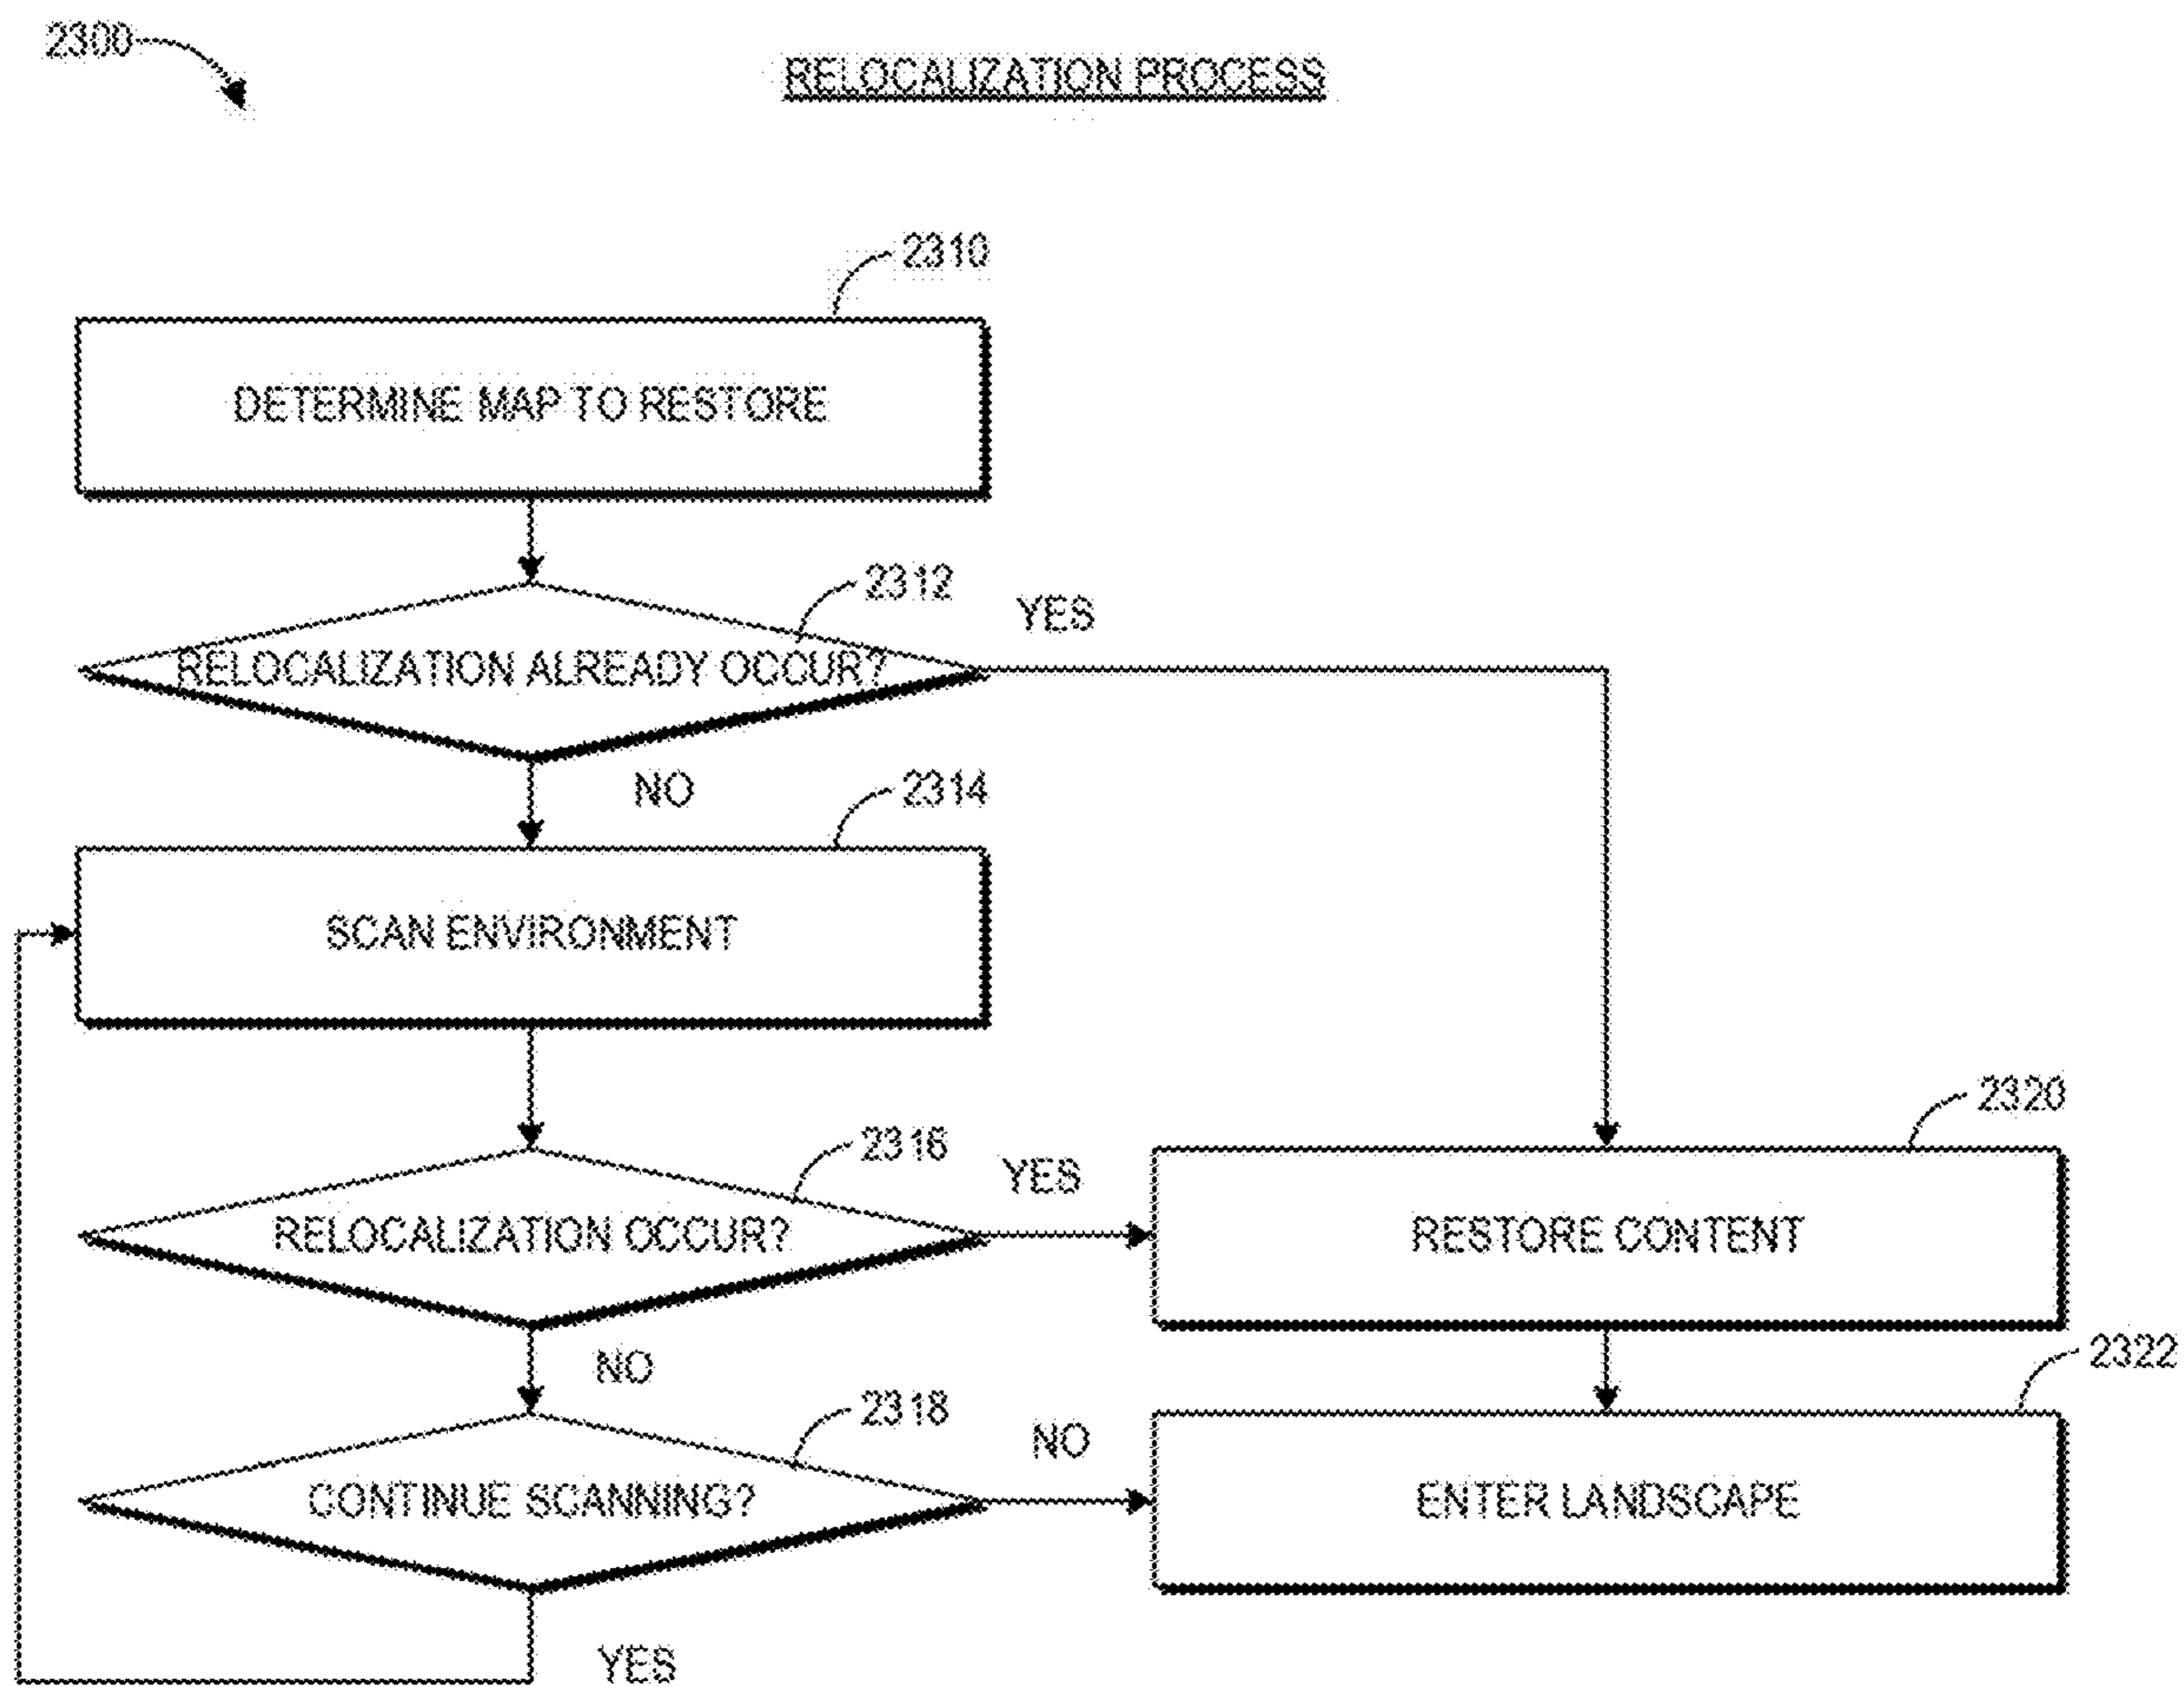 2300
RELOCALIZATION PROCESS
2310
DETERMINE MAP TO RESTORE
2312
YES
RELOCALIZATION ALREADY OCCUR?
NO
2314
SCAN ENVIRONMENT
2320
2316
YES
RELOCALIZATION OCCUR?
RESTORE CONTENT
NO
2322
2318
NO
CONTINUE SCANNING?
ENTER LANDSCAPE
YES